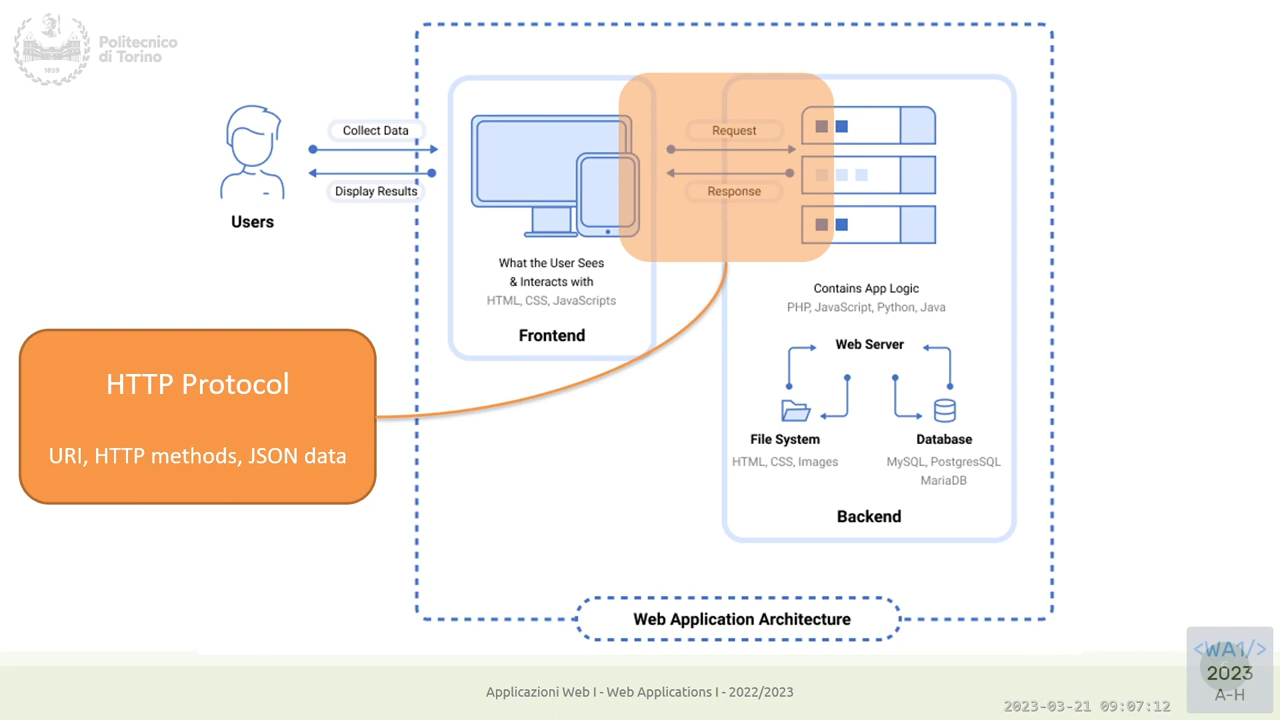 Politecnico
di Torino
1859
Collect Data
Display Results
Users
Request
Response
What the User Sees
& Interacts with
HTML, CSS, JavaScripts
Frontend
Contains App Logic
PHP, JavaScript, Python, Java
Web Server
File System
HTML, CSS, Images
Database
MySQL, PostgresSQL
MariaDB
Backend
HTTP Protocol
URI, HTTP methods, JSON data
Web Application Architecture
Applicazioni Web I - Web Applications I - 2022/2023
<WA1/>
2023
A-H
2023-03-21 09:07:12